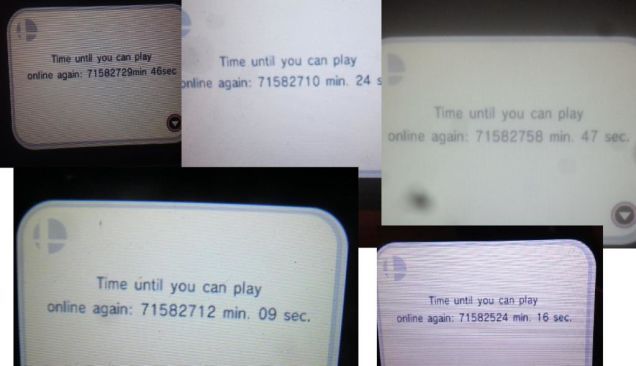 Time until you can play
online again: 71582729min 46sec
Time until you can play
online again: 71582710 min. 24 s
Time until you can play
online again: 71582758 min. 47 sec.
Time until you can play
online again: 71582712 min. 09 sec.
Time until you can play
online again: 71582524 min. 16 sec.